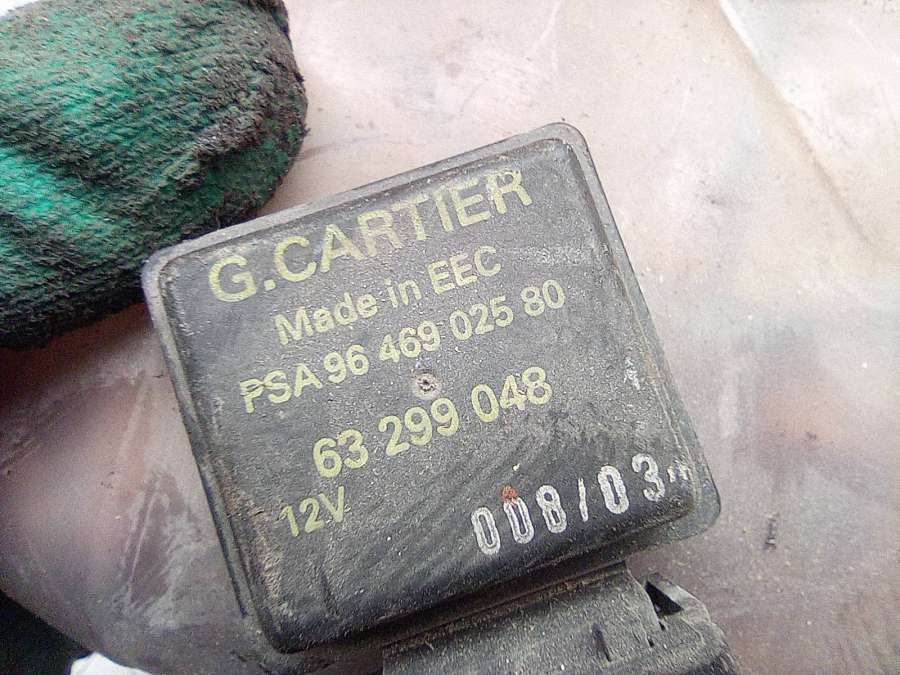 G.CARTIER
Made in EEC
PSA 96 469 025 80
63 299 048
12V
008/03